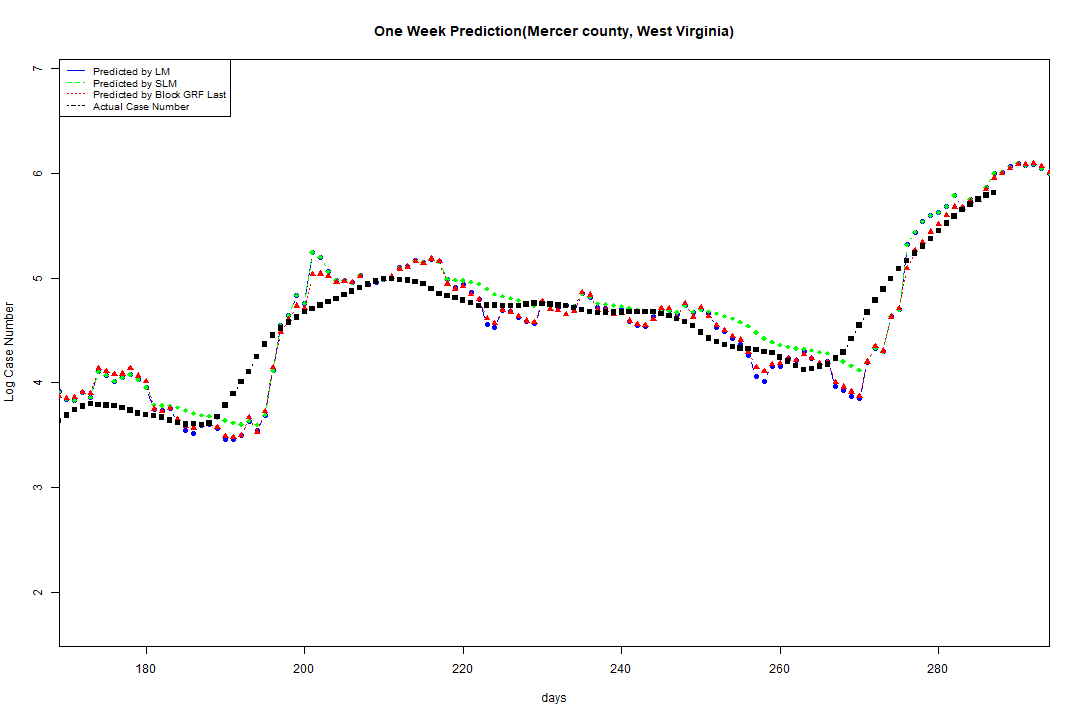 One Week Prediction(Mercer county, West Virginia)
Predicted by LM
Predicted by SLM
Predicted by Block GRF Last
Actual Case Number
7
6
5
4
3
2
Log Case Number
180 200 220 240 260 280
days